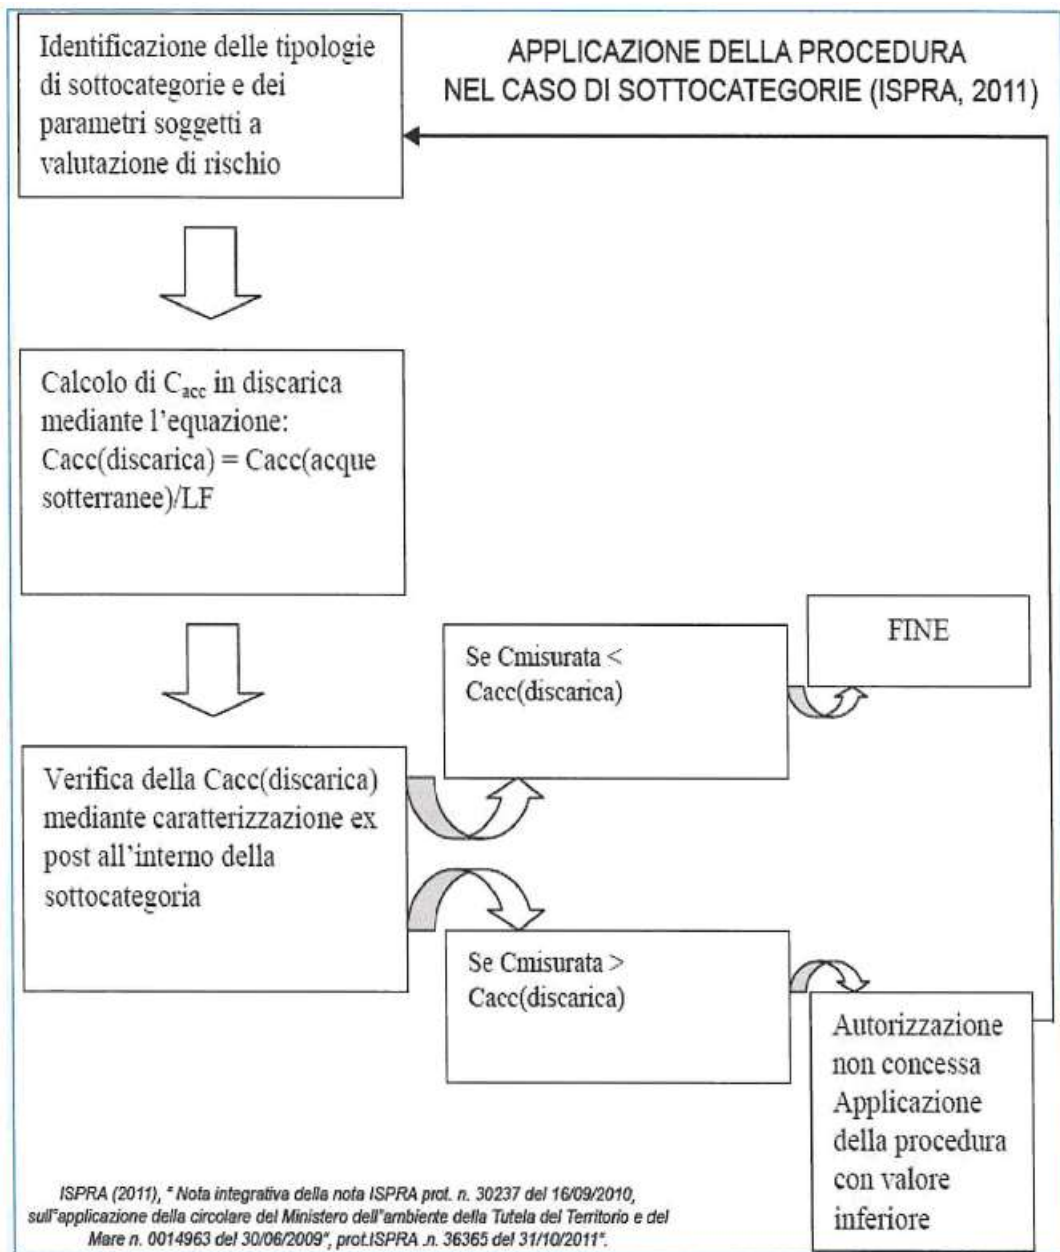 APPLICAZIONE DELLA PROCEDURA
NEL CASO DI SOTTOCATEGORIE (ISPRA, 2011)
Identificazione delle tipologie
di sottocategorie e dei
parametri soggetti a
valutazione di rischio
Calcolo di Cacc in discarica
mediante l'equazione:
Cacc(discarica) = Cacc(acque
sotterranee)/LF
Verifica della Cacc(discarica)
mediante caratterizzazione ex
post all'interno della
sottocategoria
Se Cmisurata <
Cacc(discarica)
FINE
Se Cmisurata >
Cacc(discarica)
Autorizzazione
non concessa
Applicazione
della procedura
con valore
inferiore
ISPRA (2011), " Nota integrativa della nota ISPRA prot. n. 30237 del 16/09/2010,
sull"applicazione della circolare del Ministero dell"ambiente della Tutela del Territorio e del
Mare n. 0014963 del 30/06/2009", prot.ISPRA .n. 36365 del 31/10/2011".